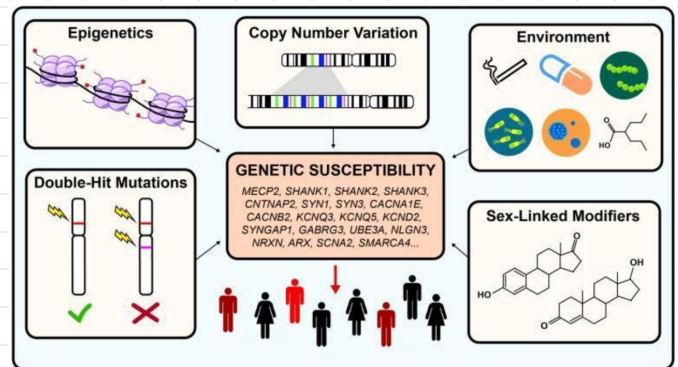 Epigenetics
Copy Number Variation
Environment
O
HO
Double-Hit Mutations
GENETIC SUSCEPTIBILITY
MECP2, SHANK1, SHANK2, SHANK3,
CNTNAP2, SYN1, SYN3, CACNA1E,
CACNB2, KCNQ3, KCNQ5, KCND2,
SYNGAP1, GABRG3, UBE3A, NLGN3,
NRXN, ARX, SCNA2, SMARCA4...
Sex-Linked Modifiers
O
HO
OH
O